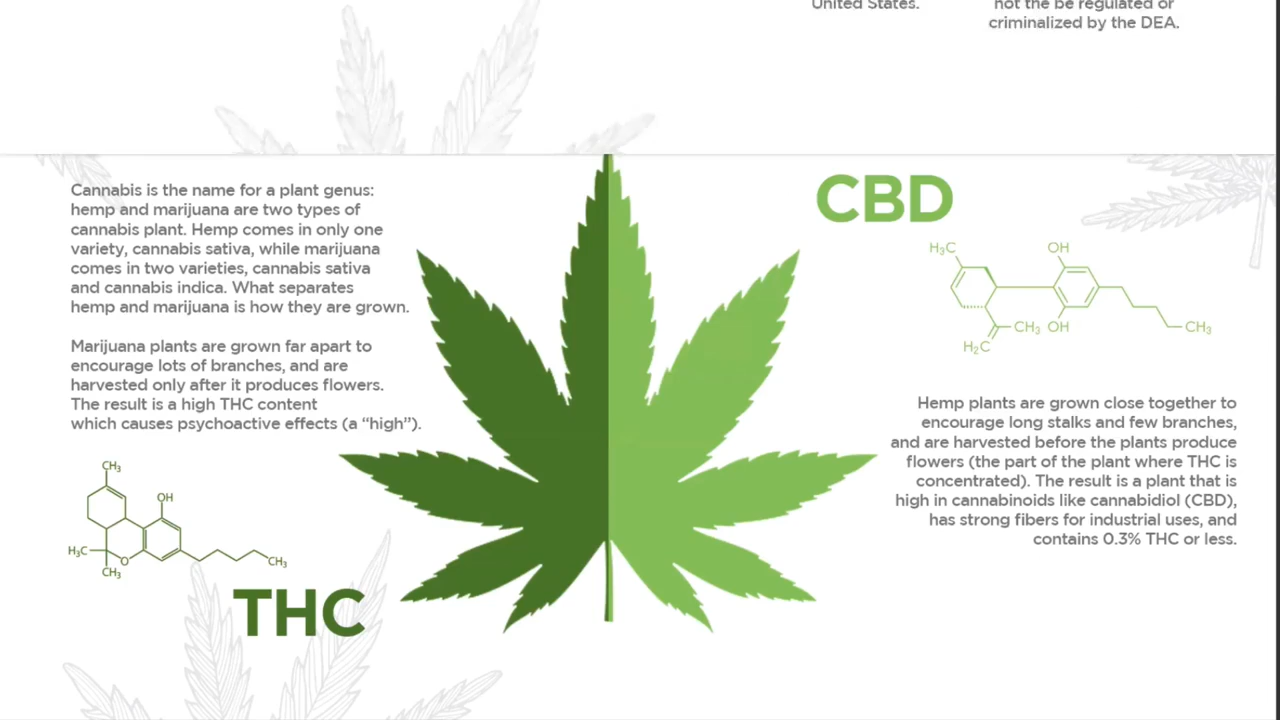 United States.
not the be regulated or
criminalized by the DEA.
Cannabis is the name for a plant genus:
hemp and marijuana are two types of
cannabis plant. Hemp comes in only one
variety, cannabis sativa, while marijuana
comes in two varieties, cannabis sativa
and cannabis indica. What separates
hemp and marijuana is how they are grown.
Marijuana plants are grown far apart to
encourage lots of branches, and are
harvested only after it produces flowers.
The result is a high THC content
which causes psychoactive effects (a “high”).
CH₃
OH
H₃C
O
CH₃
CH₃
THC
CBD
H₃C
OH
CH₃
OH
CH₃
H₂C
Hemp plants are grown close together to
encourage long stalks and few branches,
and are harvested before the plants produce
flowers (the part of the plant where THC is
concentrated). The result is a plant that is
high in cannabinoids like cannabidiol (CBD),
has strong fibers for industrial uses, and
contains 0.3% THC or less.